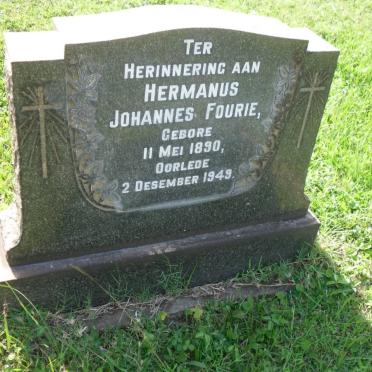 Ter
Herinnering aan
Hermanus
Johannes Fourie,
Gebore
11 Mei 1890,
Oorlede
2 Desember 1949.